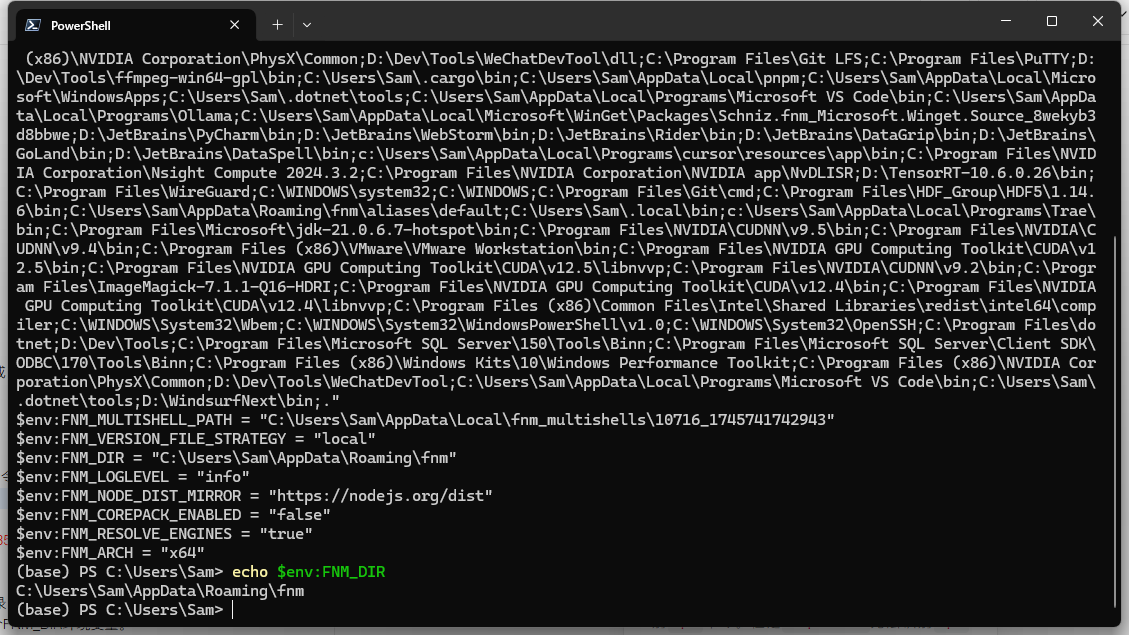 PowerShell
(x86)\NVIDIA Corporation\PhysX\Common;D:\Dev\Tools\WeChatDevTool\dll;C:\Program Files\Git LFS;C:\Program Files\PuTTY;D:
\Dev\Tools\ffmpeg-win64-gpl\bin;C:\Users\Sam\.cargo\bin;C:\Users\Sam\AppData\Local\pnpm;C:\Users\Sam\AppData\Local\Micro
soft\WindowsApps;C:\Users\Sam\.dotnet\tools;C:\Users\Sam\AppData\Local\Programs\Microsoft VS Code\bin;C:\Users\Sam\AppDa
ta\Local\Programs\Ollama;C:\Users\Sam\AppData\Local\Microsoft\WinGet\Packages\Schniz.fnm_Microsoft.Winget.Source_8wekyb3
d8bbwe;D:\JetBrains\PyCharm\bin;D:\JetBrains\WebStorm\bin;D:\JetBrains\Rider\bin;D:\JetBrains\DataGrip\bin;D:\JetBrains\
GoLand\bin;D:\JetBrains\DataSpell\bin;c:\Users\Sam\AppData\Local\Programs\cursor\resources\app\bin;C:\Program Files\NVID
IA Corporation\Nsight Compute 2024.3.2;C:\Program Files\NVIDIA Corporation\NVIDIA app\NvDLISR;D:\TensorRT-10.6.0.26\bin;
C:\Program Files\WireGuard;C:\WINDOWS\system32;C:\WINDOWS;C:\Program Files\Git\cmd;C:\Program Files\HDF_Group\HDF5\1.14.
6\bin;C:\Users\Sam\AppData\Roaming\fnm\aliases\default;C:\Users\Sam\.local\bin;c:\Users\Sam\AppData\Local\Programs\Trae\
bin;C:\Program Files\Microsoft\jdk-21.0.6.7-hotspot\bin;C:\Program Files\NVIDIA\CUDNN\v9.5\bin;C:\Program Files\NVIDIA\C
UDNN\v9.4\bin;C:\Program Files (x86)\VMware\VMware Workstation\bin;C:\Program Files\NVIDIA GPU Computing Toolkit\CUDA\v1
2.5\bin;C:\Program Files\NVIDIA GPU Computing Toolkit\CUDA\v12.5\libnvvp;C:\Program Files\NVIDIA\CUDNN\v9.2\bin;C:\Progr
am Files\ImageMagick-7.1.1-Q16-HDRI;C:\Program Files\NVIDIA GPU Computing Toolkit\CUDA\v12.4\bin;C:\Program Files\NVIDIA
GPU Computing Toolkit\CUDA\v12.4\libnvvp;C:\Program Files (x86)\Common Files\Intel\Shared Libraries\redist\intel64\comp
iler;C:\WINDOWS\System32\Wbem;C:\WINDOWS\System32\WindowsPowerShell\v1.0;C:\WINDOWS\System32\OpenSSH;C:\Program Files\do
tnet;D:\Dev\Tools;C:\Program Files\Microsoft SQL Server\150\Tools\Binn;C:\Program Files\Microsoft SQL Server\Client SDK\
ODBC\170\Tools\Binn;C:\Program Files (x86)\Windows Kits\10\Windows Performance Toolkit;C:\Program Files (x86)\NVIDIA Cor
poration\PhysX\Common;D:\Dev\Tools\WeChatDevTool;C:\Users\Sam\AppData\Local\Programs\Microsoft VS Code\bin;C:\Users\Sam\
.dotnet\tools;D:\WindsurfNext\bin;."
$env:FNM_MULTISHELL_PATH = "C:\Users\Sam\AppData\Local\fnm_multishells\10716_1745741742943"
$env:FNM_VERSION_FILE_STRATEGY = "local"
$env:FNM_DIR = "C:\Users\Sam\AppData\Roaming\fnm"
$env:FNM_LOGLEVEL = "info"
$env:FNM_NODE_DIST_MIRROR = "https://nodejs.org/dist"
$env:FNM_COREPACK_ENABLED = "false"
$env:FNM_RESOLVE_ENGINES = "true"
$env:FNM_ARCH = "x64"
(base) PS C:\Users\Sam> echo $env:FNM_DIR
C:\Users\Sam\AppData\Roaming\fnm
(base) PS C:\Users\Sam>